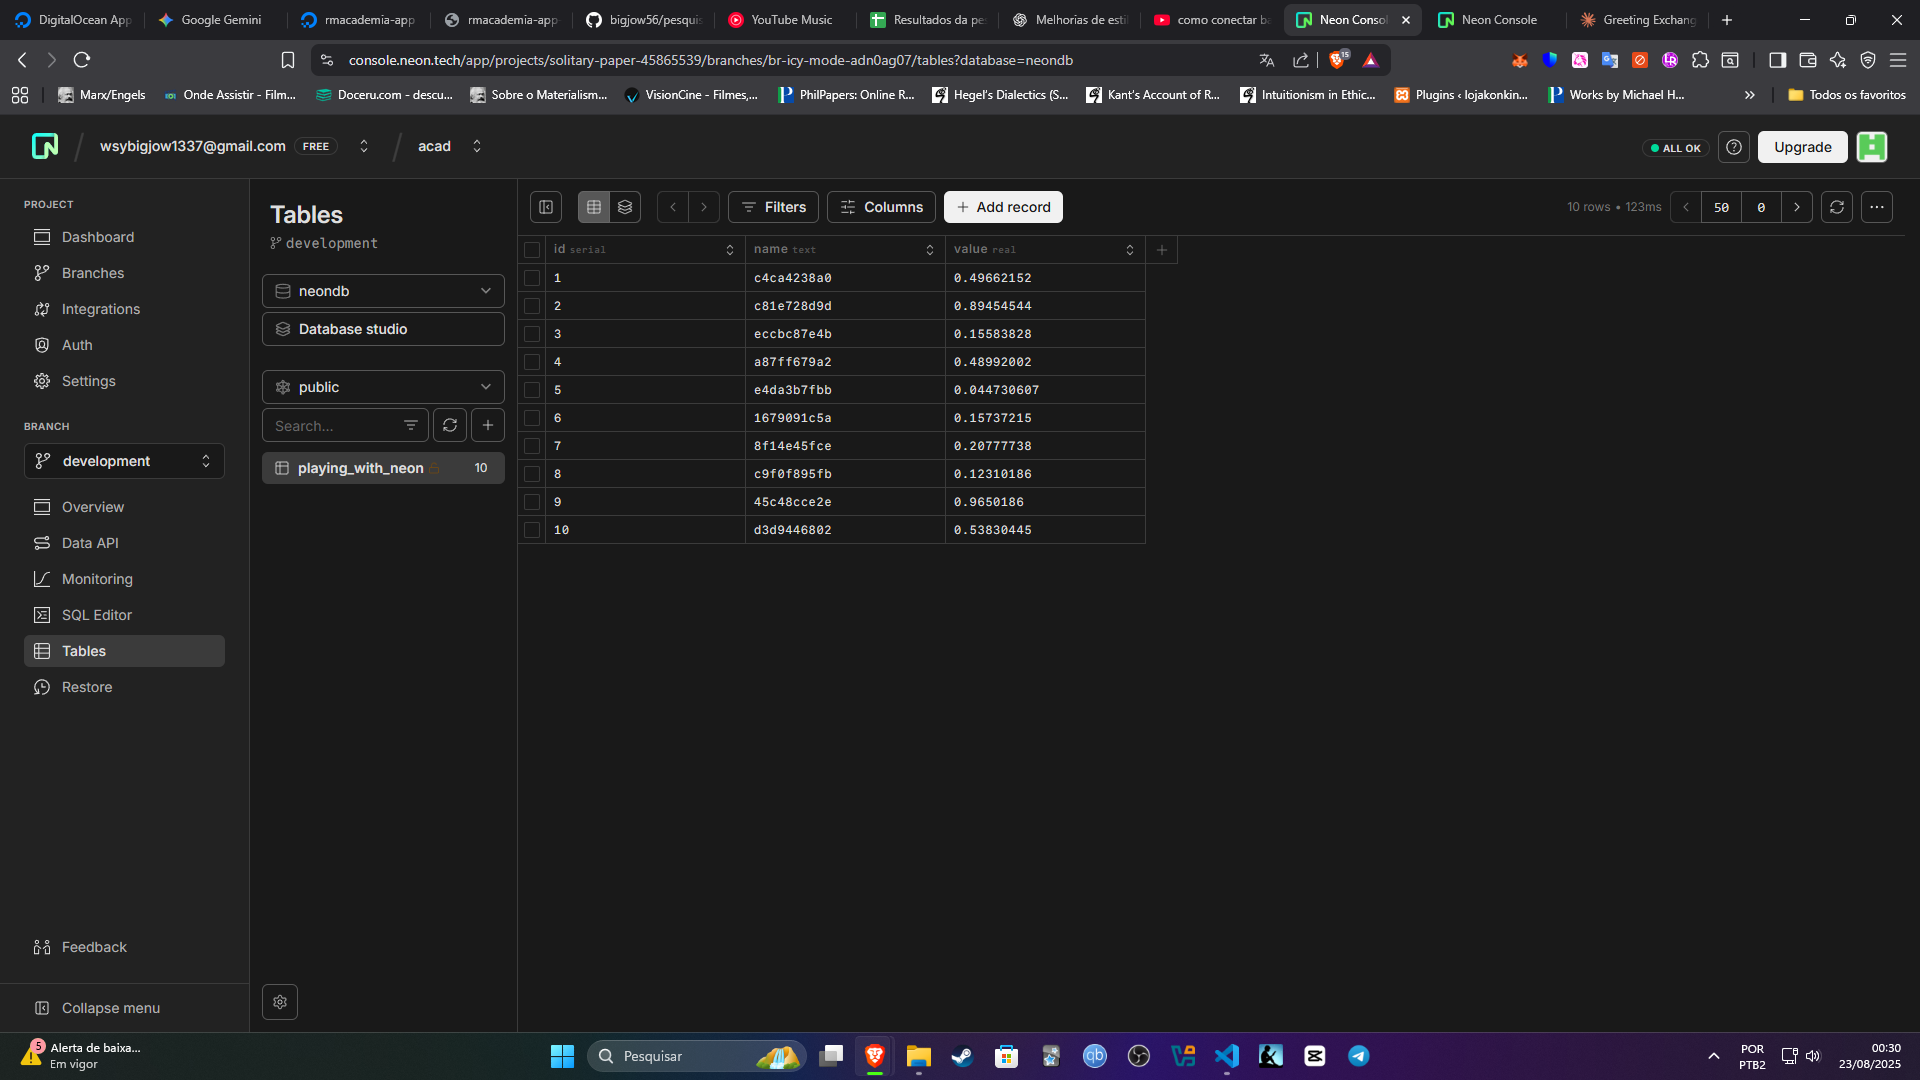 DigitalOcean App
Google Gemini
rmacademia-app
rmacademia-app
bigjow56/pesquis
YouTube Music
Resultados da pe
Melhorias de esti
como conectar ba
Neon Consol
Neon Console
Greeting Exchang
console.neon.tech/app/projects/solitary-paper-45865539/branches/br-icy-mode-adn0ag07/tables?database=neondb
15
Marx/Engels
Onde Assistir - Film...
Doceru.com - descu...
Sobre o Materialism...
VisionCine - Filmes,...
PhilPapers: Online R...
Hegel's Dialectics (S...
Kant's Account of R...
Intuitionism in Ethic...
Plugins ‹ lojakonkin...
Works by Michael H...
Todos os favoritos
wsybigjow1337@gmail.com FREE
acad
ALL OK
Upgrade
PROJECT
Dashboard
Branches
Integrations
Auth
Settings
BRANCH
development
Overview
Data API
Monitoring
SQL Editor
Tables
Restore
Feedback
Collapse menu
Tables
development
neondb
Database studio
public
Search...
playing_with_neon 10
Filters
Columns
Add record
10 rows • 123ms
50 0
id serial name text value real
1 c4ca4238a0 0.49662152
2 c81e728d9d 0.89454544
3 eccbc87e4b 0.15583828
4 a87ff679a2 0.48992002
5 e4da3b7fbb 0.044730607
6 1679091c5a 0.15737215
7 8f14e45fce 0.20777738
8 c9f0f895fb 0.12310186
9 45c48cce2e 0.9650186
10 d3d9446802 0.53830445
5
Alerta de baixa...
Em vigor
Pesquisar
qb
POR
PTB2
00:30
23/08/2025